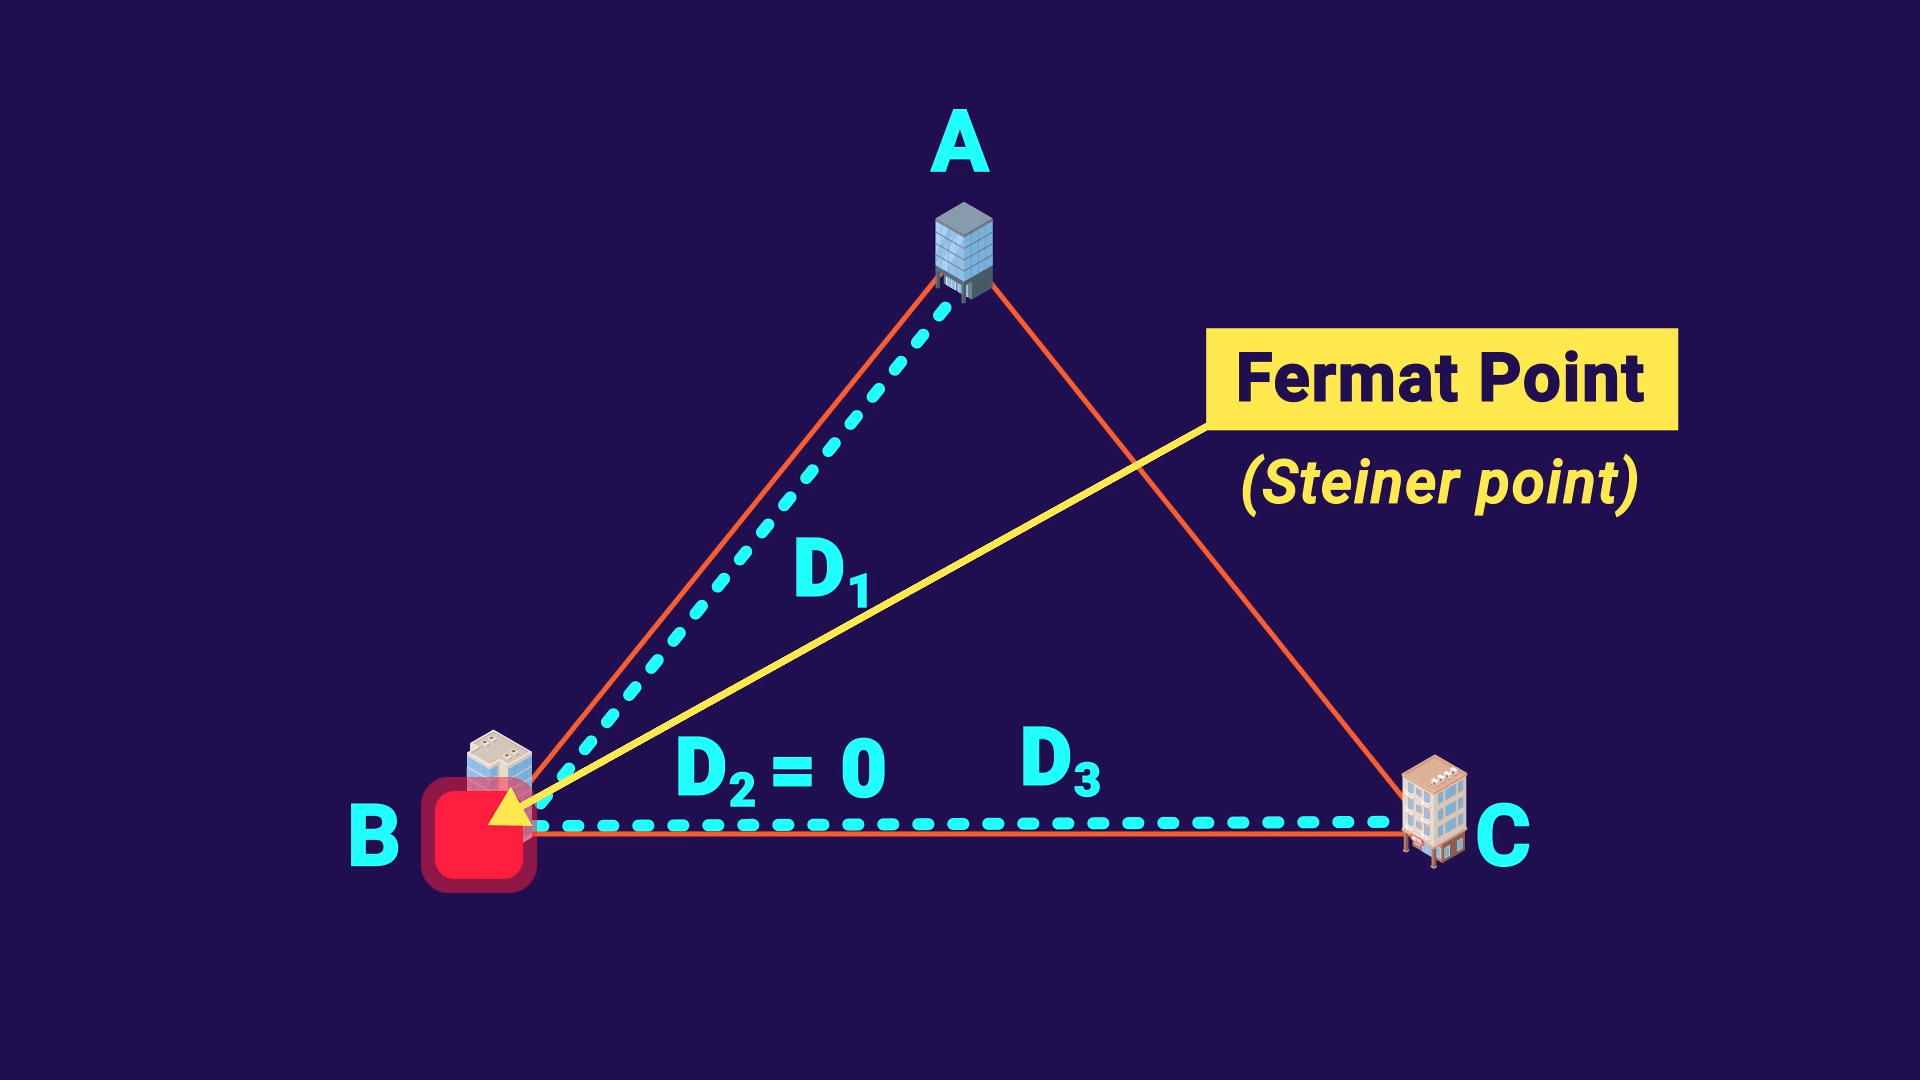 A
Fermat Point
(Steiner point)
D₁
D₂ = 0
D₃
B
C